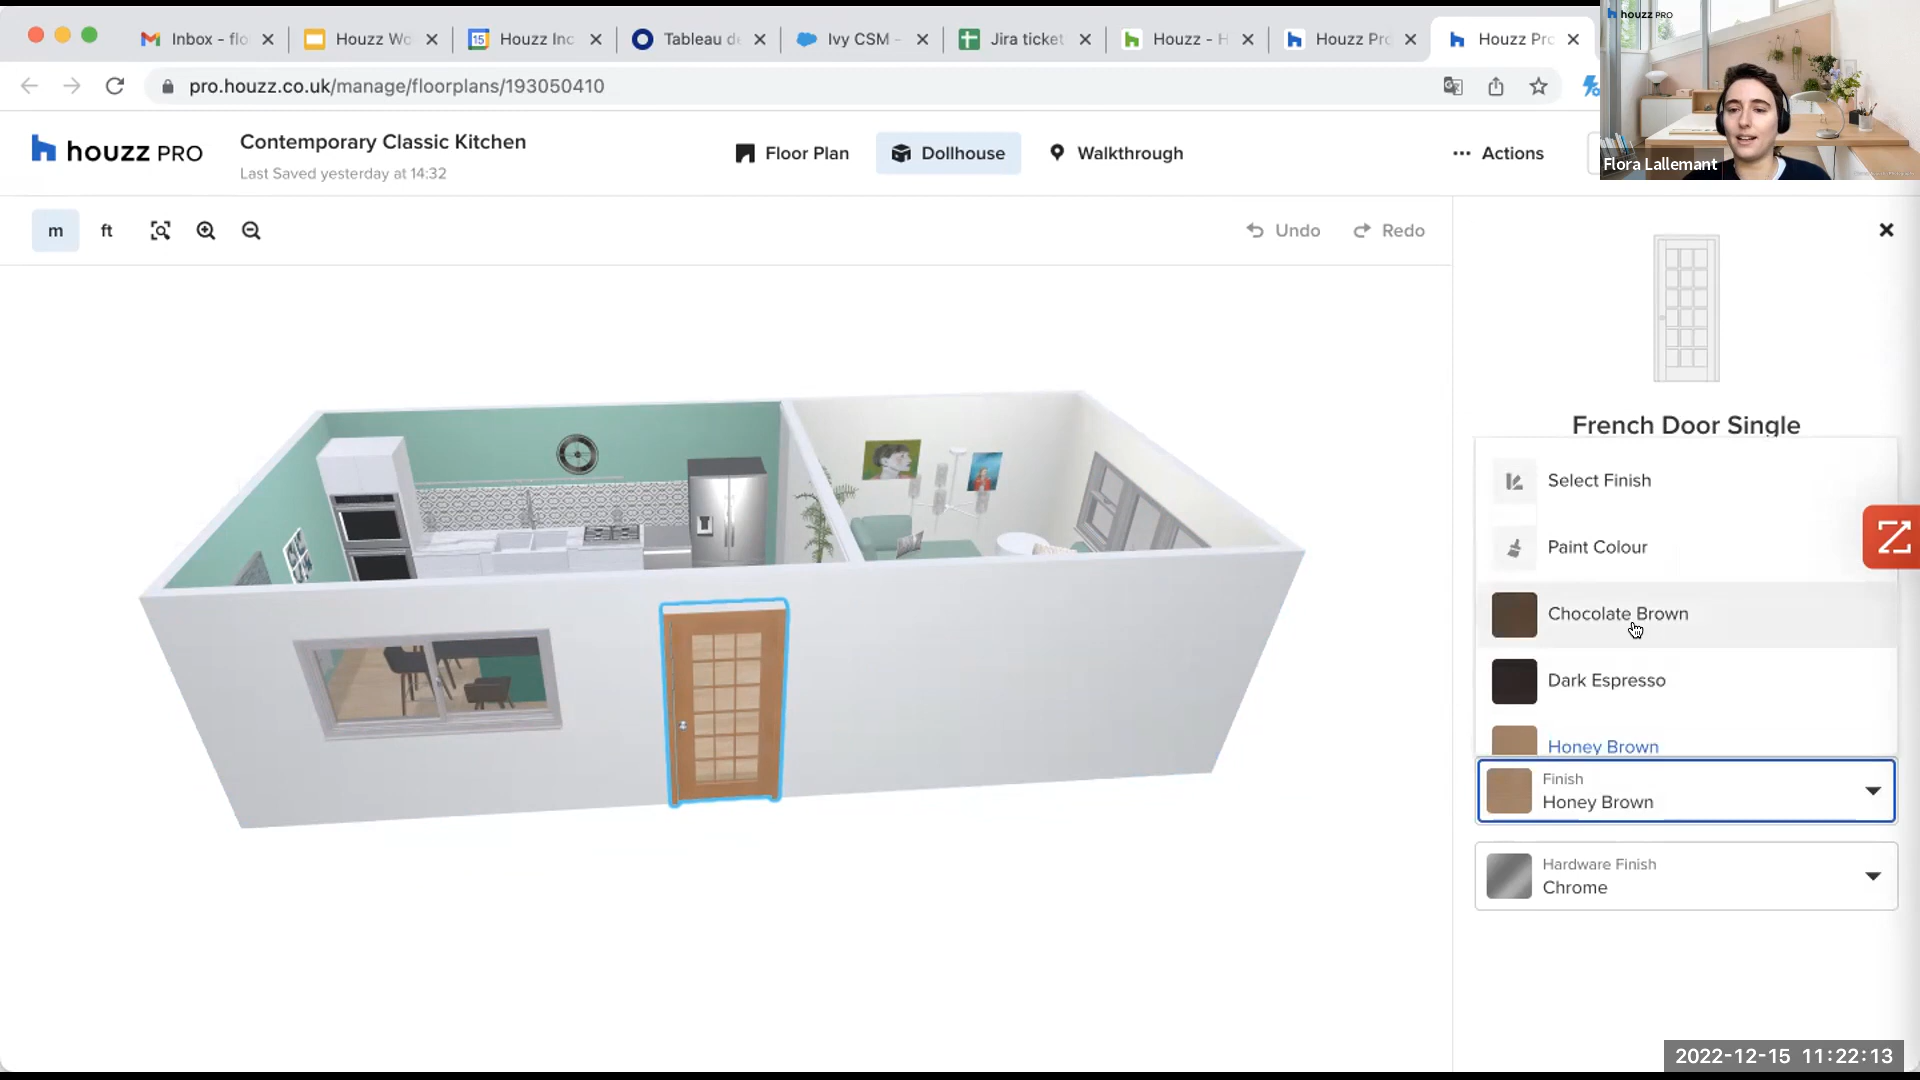 Inbox - flo
Houzz Wo
15
Houzz Inc
Tableau de
Ivy CSM -
Jira ticket
Houzz - H
Houzz Pro
Houzz Pro
pro.houzz.co.uk/manage/floorplans/193050410
houzz PRO
Flora Lallemant
houzz PRO
Contemporary Classic Kitchen
Last Saved yesterday at 14:32
Floor Plan
Dollhouse
Walkthrough
Actions
m
ft
Undo
Redo
French Door Single
Select Finish
Paint Colour
Chocolate Brown
Dark Espresso
Honey Brown
Finish
Honey Brown
Hardware Finish
Chrome
2022-12-15 11:22:13